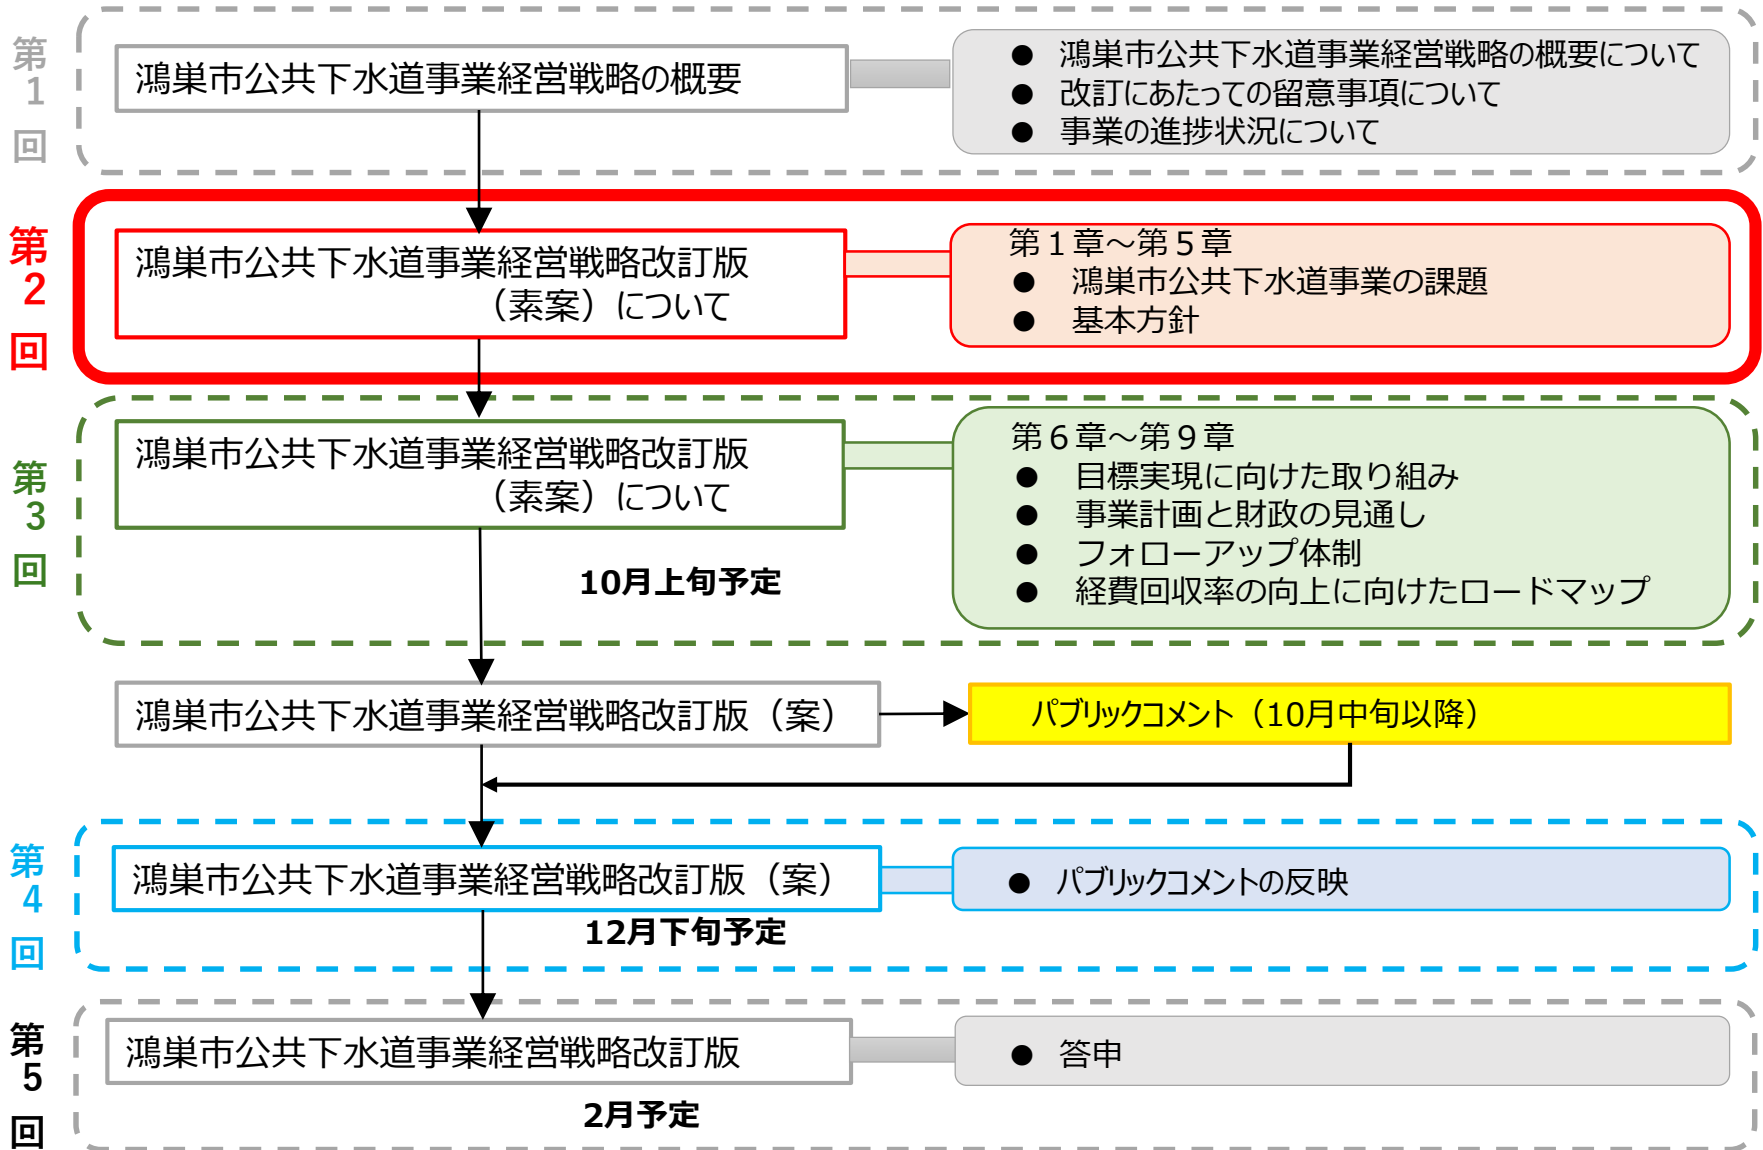 第1回
鴻巣市公共下水道事業経営戦略の概要
● 鴻巣市公共下水道事業経営戦略の概要について
● 改訂にあたっての留意事項について
● 事業の進捗状況について
第2回
鴻巣市公共下水道事業経営戦略改訂版
（素案）について
第１章～第５章
● 鴻巣市公共下水道事業の課題
● 基本方針
第3回
鴻巣市公共下水道事業経営戦略改訂版
（素案）について
10月上旬予定
第６章～第９章
● 目標実現に向けた取り組み
● 事業計画と財政の見通し
● フォローアップ体制
● 経費回収率の向上に向けたロードマップ
鴻巣市公共下水道事業経営戦略改訂版（案）
パブリックコメント（10月中旬以降）
第4回
鴻巣市公共下水道事業経営戦略改訂版（案）
● パブリックコメントの反映
12月下旬予定
第5回
鴻巣市公共下水道事業経営戦略改訂版
● 答申
2月予定